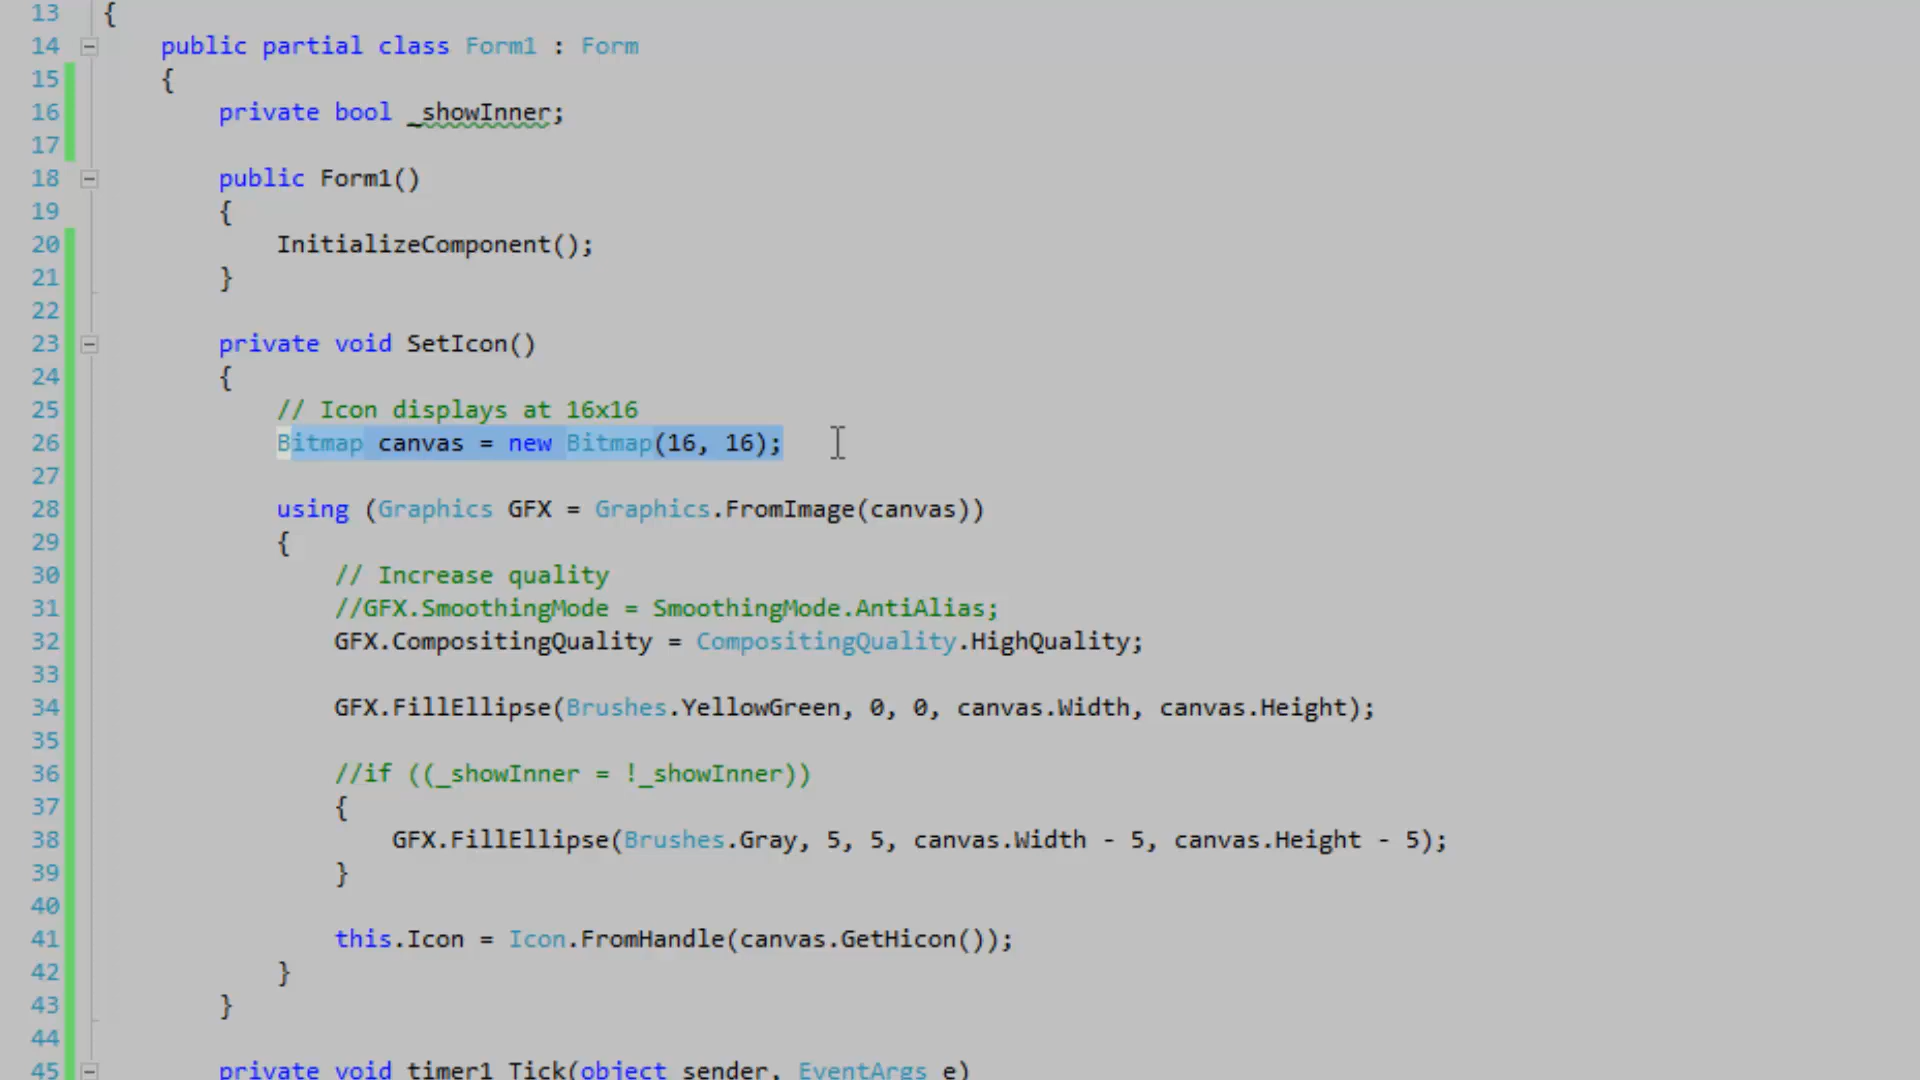 13 {
14 public partial class Form1 : Form
15 {
16 private bool _showInner;
17
18 public Form1()
19 {
20 InitializeComponent();
21 }
22
23 private void SetIcon()
24 {
25 // Icon displays at 16x16
26 Bitmap canvas = new Bitmap(16, 16);
27
28 using (Graphics GFX = Graphics.FromImage(canvas))
29 {
30 // Increase quality
31 //GFX.SmoothingMode = SmoothingMode.AntiAlias;
32 GFX.CompositingQuality = CompositingQuality.HighQuality;
33
34 GFX.FillEllipse(Brushes.YellowGreen, 0, 0, canvas.Width, canvas.Height);
35
36 //if ((_showInner = !_showInner))
37 {
38 GFX.FillEllipse(Brushes.Gray, 5, 5, canvas.Width - 5, canvas.Height - 5);
39 }
40
41 this.Icon = Icon.FromHandle(canvas.GetHicon());
42 }
43 }
44
45 private void timer1_Tick(object sender, EventArgs e)